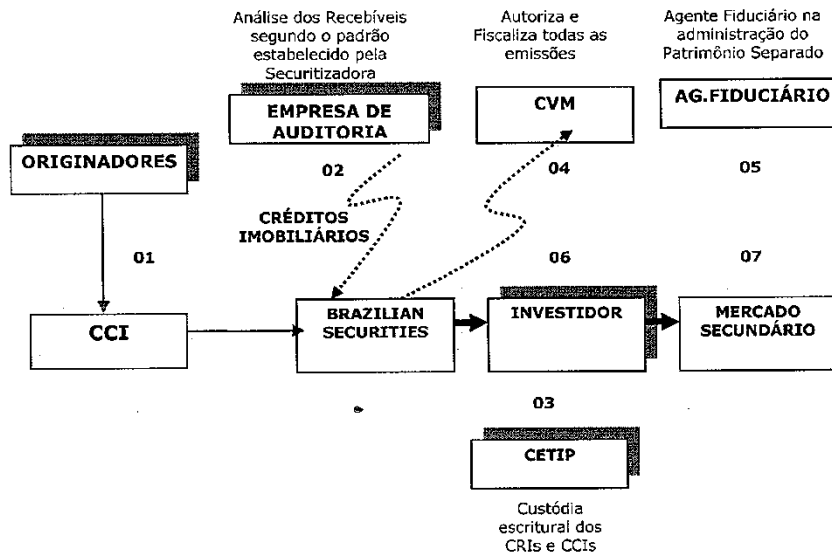 Análise dos Recebíveis
segundo o padrão
estabelecido pela
Securitizadora
Autoriza e
Fiscaliza todas as
emissões
Agente Fiduciário na
administração do
Patrimônio Separado
EMPRESA DE
AUDITORIA
CVM
AG.FIDUCIÁRIO
ORIGINADORES
02
04
05
CRÉDITOS
IMOBILIÁRIOS
01
06
07
CCI
BRAZILIAN
SECURITIES
INVESTIDOR
MERCADO
SECUNDÁRIO
03
CETIP
Custódia
escritural dos
CRIs e CCIs